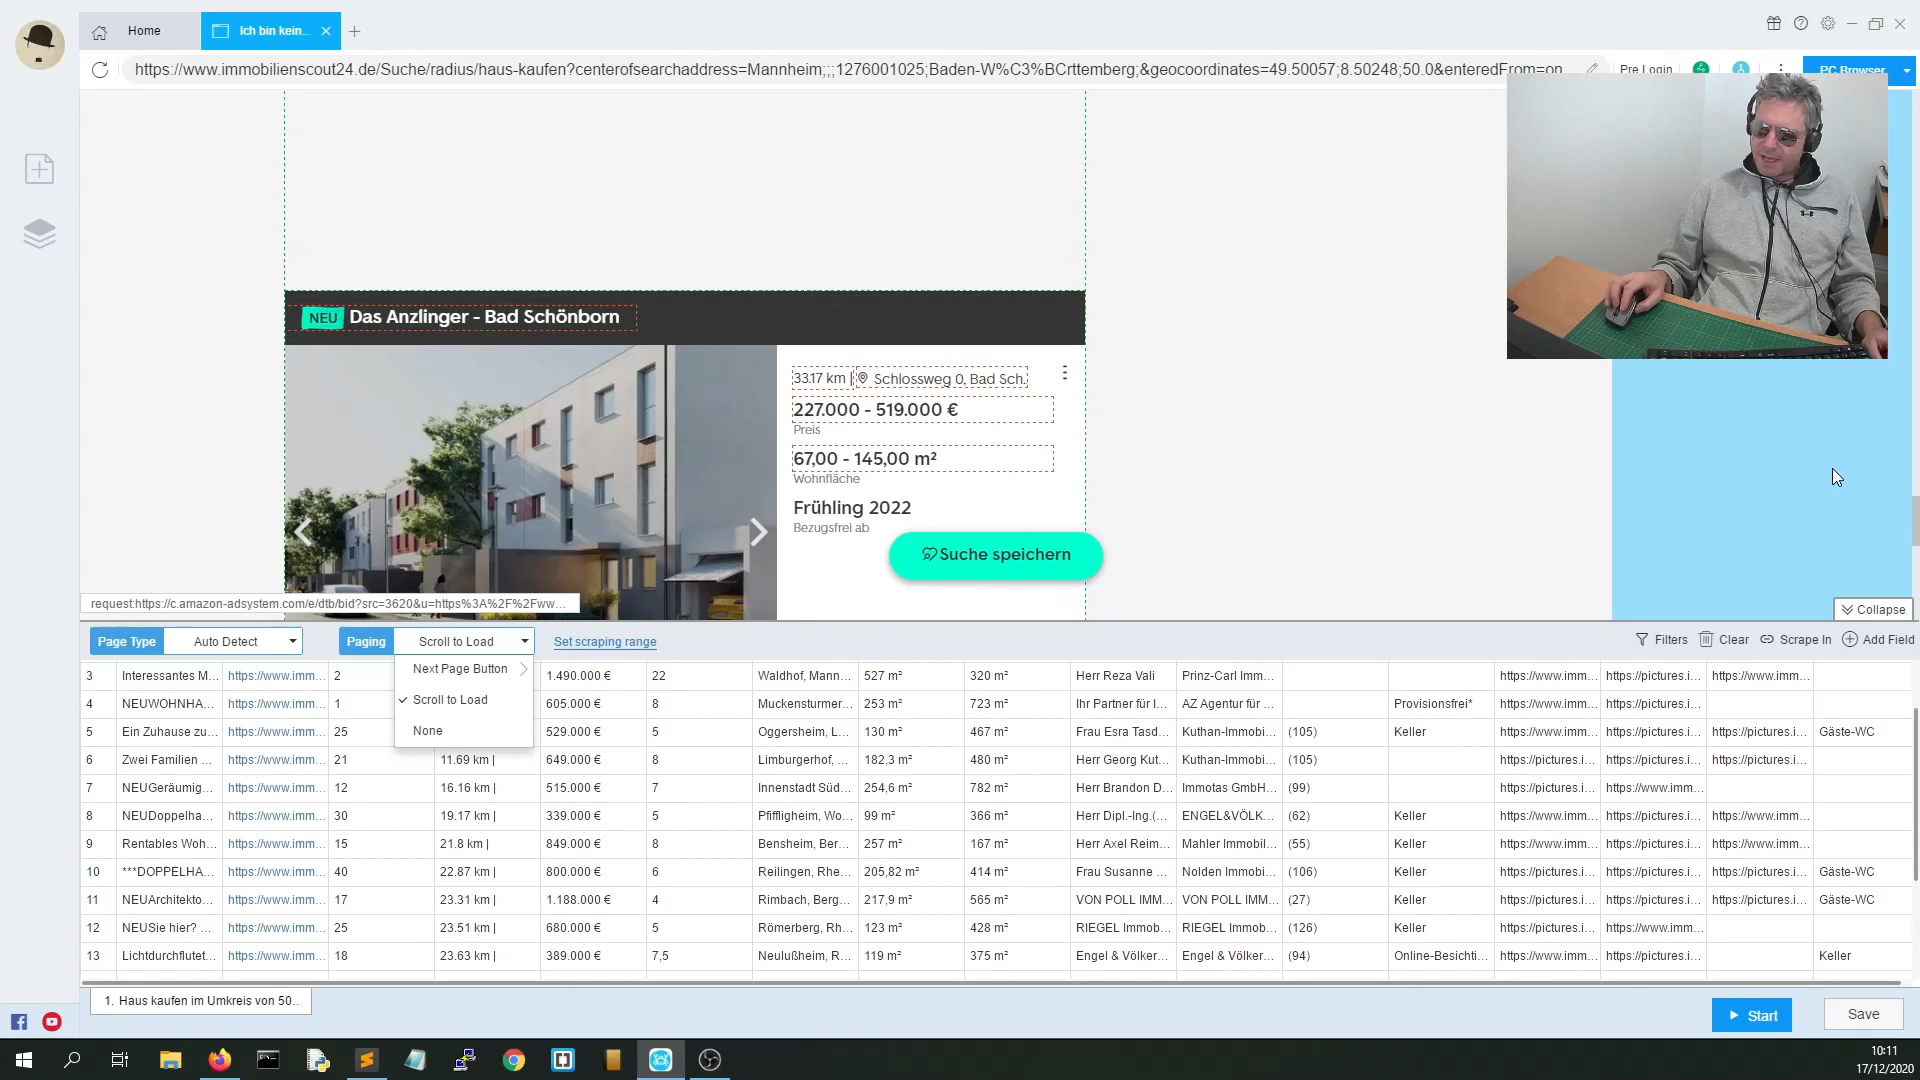 Home
Ich bin kein...
https://www.immobilienscout24.de/Suche/radius/haus-kaufen?centerofsearchaddress=Mannheim;;;1276001025;Baden-W%C3%BCrttemberg;&geocoordinates=49.50057;8.50248;50.0&enteredFrom=on
Pre Login
PC Browser
NEU Das Anzlinger - Bad Schönborn
33.17 km | Schlossweg 0, Bad Sch.
227.000 - 519.000 €
Preis
67,00 - 145,00 m²
Wohnfläche
Frühling 2022
Bezugsfrei ab
Suche speichern
request:https://c.amazon-adsystem.com/e/dtb/bid?src=3620&u=https%3A%2F%2Fww...
Collapse
Page Type Auto Detect Paging Scroll to Load Set scraping range Filters Clear Scrape In Add Field
Next Page Button
Scroll to Load
None
3 Interessantes M... https://www.imm... 2 1.490.000 € 22 Waldhof, Mann... 527 m² 320 m² Herr Reza Vali Prinz-Carl Imm... https://www.imm... https://pictures.i... https://www.imm...
4 NEUWOHNHA... https://www.imm... 1 605.000 € 8 Muckensturmer... 253 m² 723 m² Ihr Partner für I... AZ Agentur für ... Provisionsfrei* https://www.imm... https://pictures.i...
5 Ein Zuhause zu... https://www.imm... 25 529.000 € 5 Oggersheim, L... 130 m² 467 m² Frau Esra Tasd... Kuthan-Immobi... (105) Keller https://www.imm... https://pictures.i... https://pictures.i... Gäste-WC
6 Zwei Familien ... https://www.imm... 21 11.69 km | 649.000 € 8 Limburgerhof, ... 182,3 m² 480 m² Herr Georg Kut... Kuthan-Immobi... (105) https://pictures.i... https://pictures.i... https://pictures.i...
7 NEUGeräumig... https://www.imm... 12 16.16 km | 515.000 € 7 Innenstadt Süd... 254,6 m² 782 m² Herr Brandon D... Immotas GmbH... (99) https://pictures.i... https://www.imm...
8 NEUDoppelha... https://www.imm... 30 19.17 km | 339.000 € 5 Pfiffligheim, Wo... 99 m² 366 m² Herr Dipl.-Ing.(... ENGEL&VÖLK... (62) Keller https://www.imm... https://pictures.i...
9 Rentables Woh... https://www.imm... 15 21.8 km | 849.000 € 8 Bensheim, Ber... 257 m² 167 m² Herr Axel Reim... Mahler Immobil... (55) Keller https://www.imm... https://pictures.i... https://www.imm...
10 ***DOPPELHA... https://www.imm... 40 22.87 km | 800.000 € 6 Reilingen, Rhe... 205,82 m² 414 m² Frau Susanne ... Nolden Immobi... (106) Keller https://www.imm... https://pictures.i... https://pictures.i... Gäste-WC
11 NEUArchitekto... https://www.imm... 17 23.31 km | 1.188.000 € 4 Rimbach, Berg... 217,9 m² 565 m² VON POLL IMM... VON POLL IMM... (27) Keller https://www.imm... https://pictures.i... https://pictures.i... Gäste-WC
12 NEUSie hier? ... https://www.imm... 25 23.51 km | 680.000 € 5 Römerberg, Rh... 123 m² 428 m² RIEGEL Immob... RIEGEL Immob... (126) Keller https://pictures.i... https://www.imm...
13 Lichtdurchflutet... https://www.imm... 18 23.63 km | 389.000 € 7,5 Neulußheim, R... 119 m² 375 m² Engel & Völker... Engel & Völker... (94) Online-Besichti... https://www.imm... https://pictures.i... Keller
1. Haus kaufen im Umkreis von 50..
Start
Save
10:11
17/12/2020